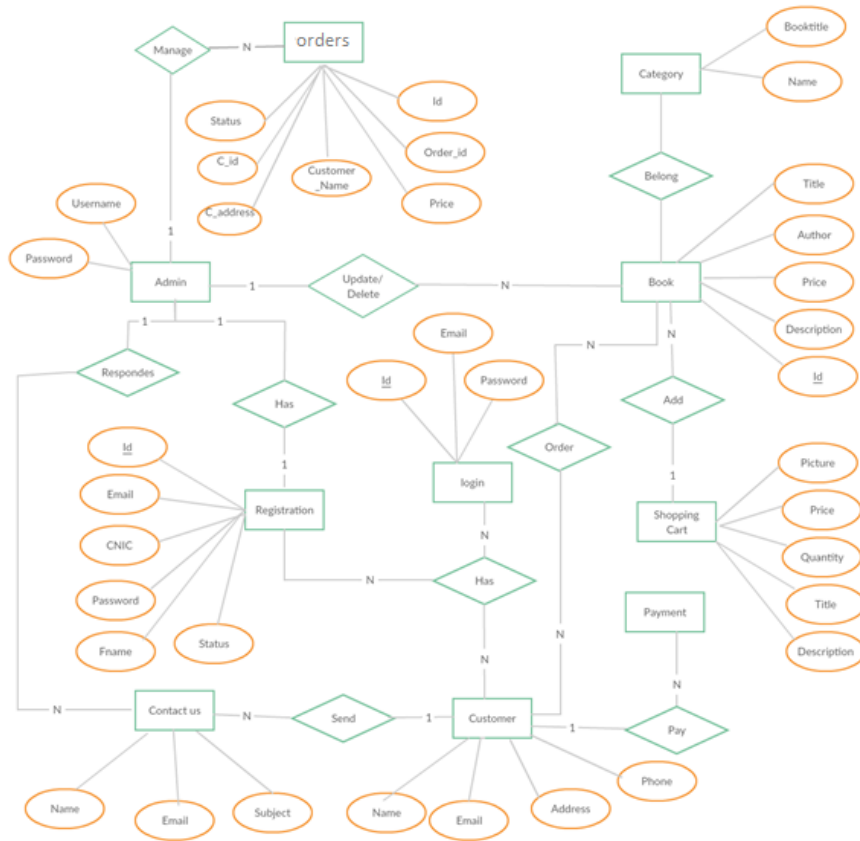 orders
Manage
N
Booktitle
Category
Name
Id
Status
Order_id
C_id
Customer
_Name
Belong
Title
Username
C_address
Price
1
Author
Password
Admin
1
Update/
Delete
N
Book
Price
1
1
Description
Email
N
N
Respondes
Id
Password
Id
Has
Add
Id
Order
Email
1
login
1
Picture
Registration
Shopping
Cart
Price
CNIC
N
Quantity
N
Has
Password
Payment
Title
Fname
Status
N
N
Description
N
Contact us
N
Send
1
Customer
1
N
Pay
Name
Email
Subject
Name
Email
Address
Phone